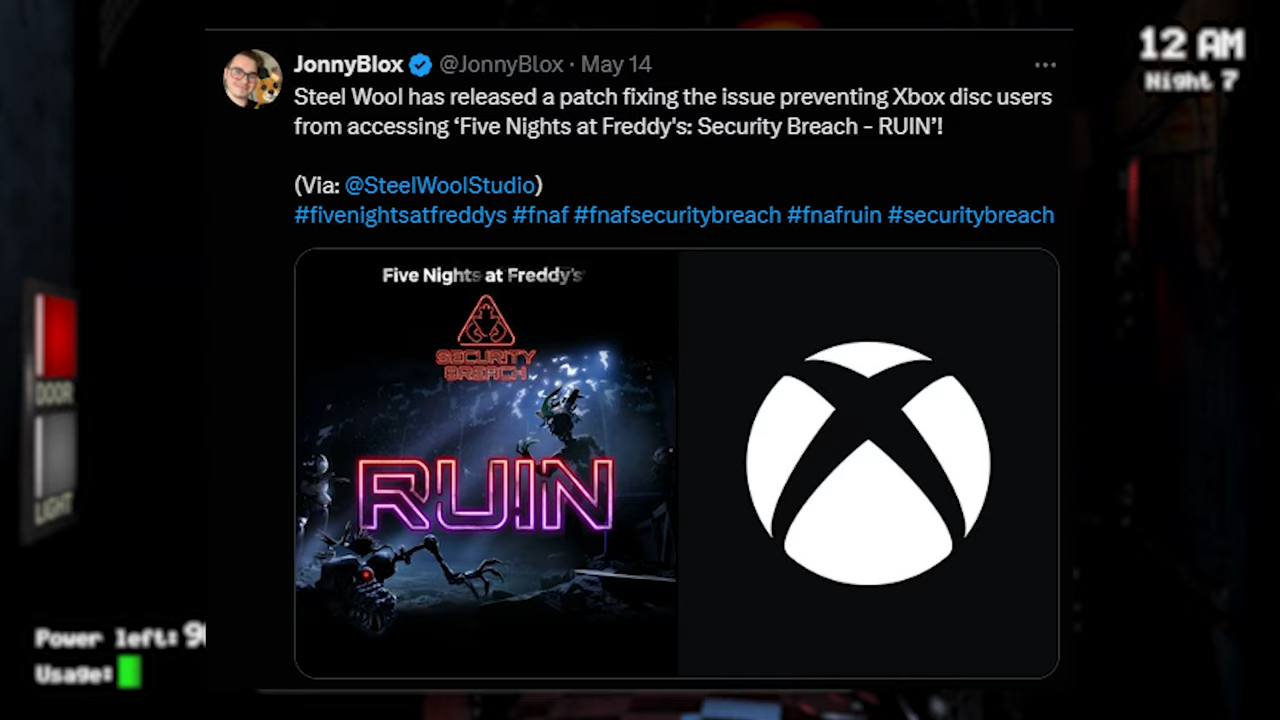 12 AM
Night 7
JonnyBlox @JonnyBlox · May 14
Steel Wool has released a patch fixing the issue preventing Xbox disc users
from accessing ‘Five Nights at Freddy's: Security Breach - RUIN’!
(Via: @SteelWoolStudio)
#fivenightsatfreddys #fnaf #fnafsecuritybreach #fnafruin #securitybreach
Five Nights at Freddy's
SECURITY
BREACH
RUIN
DOOR
LIGHT
Power left: 9
Usage: